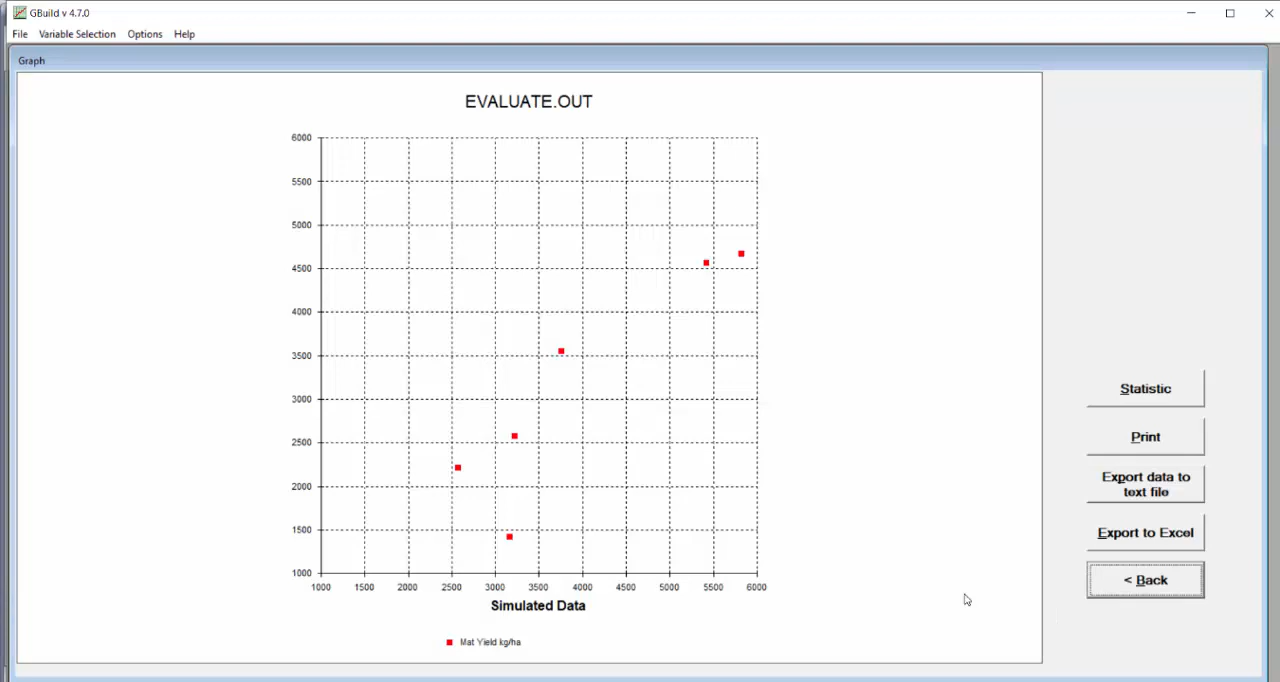 GBuild v 4.7.0
File Variable Selection Options Help
Graph
EVALUATE.OUT
6000
5500
5000
4500
4000
3500
3000
2500
2000
1500
1000
1000 1500 2000 2500 3000 3500 4000 4500 5000 5500 6000
Simulated Data
Mat Yield kg/ha
Statistic
Print
Export data to
text file
Export to Excel
< Back